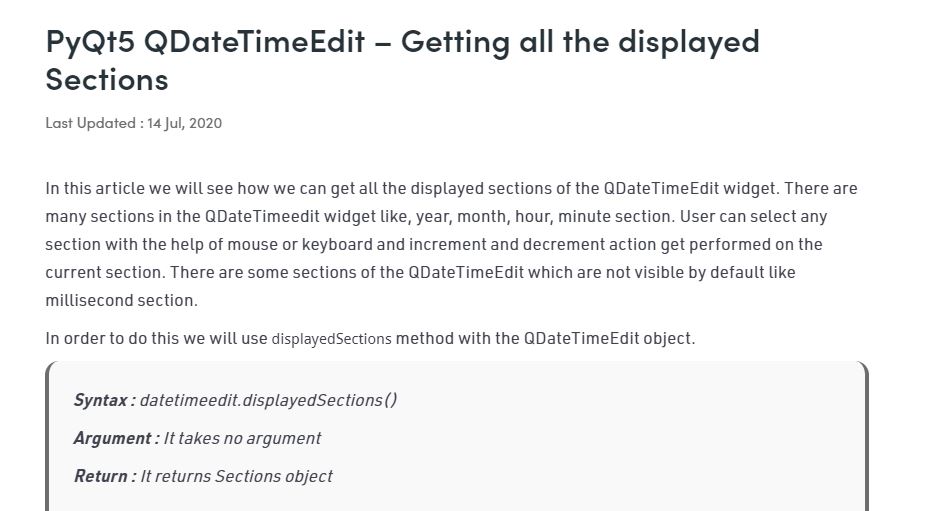 PyQt5 QDateTimeEdit – Getting all the displayed
Sections
Last Updated : 14 Jul, 2020
In this article we will see how we can get all the displayed sections of the QDateTimeEdit widget. There are
many sections in the QDateTimeedit widget like, year, month, hour, minute section. User can select any
section with the help of mouse or keyboard and increment and decrement action get performed on the
current section. There are some sections of the QDateTimeEdit which are not visible by default like
millisecond section.
In order to do this we will use displayedSections method with the QDateTimeEdit object.
Syntax : datetimeedit.displayedSections()
Argument : It takes no argument
Return : It returns Sections object